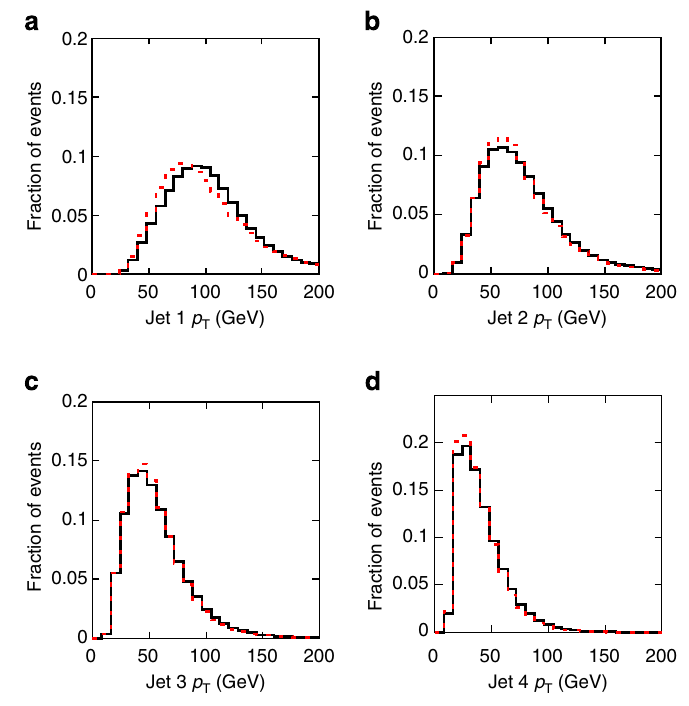 a
0.2
0.15
0.1
0.05
0
Fraction of events
0 50 100 150 200
Jet 1 pT (GeV)
b
0.2
0.15
0.1
0.05
0
Fraction of events
0 50 100 150 200
Jet 2 pT (GeV)
c
0.2
0.15
0.1
0.05
0
Fraction of events
0 50 100 150 200
Jet 3 pT (GeV)
d
0.2
0.15
0.1
0.05
0
Fraction of events
0 50 100 150 200
Jet 4 pT (GeV)